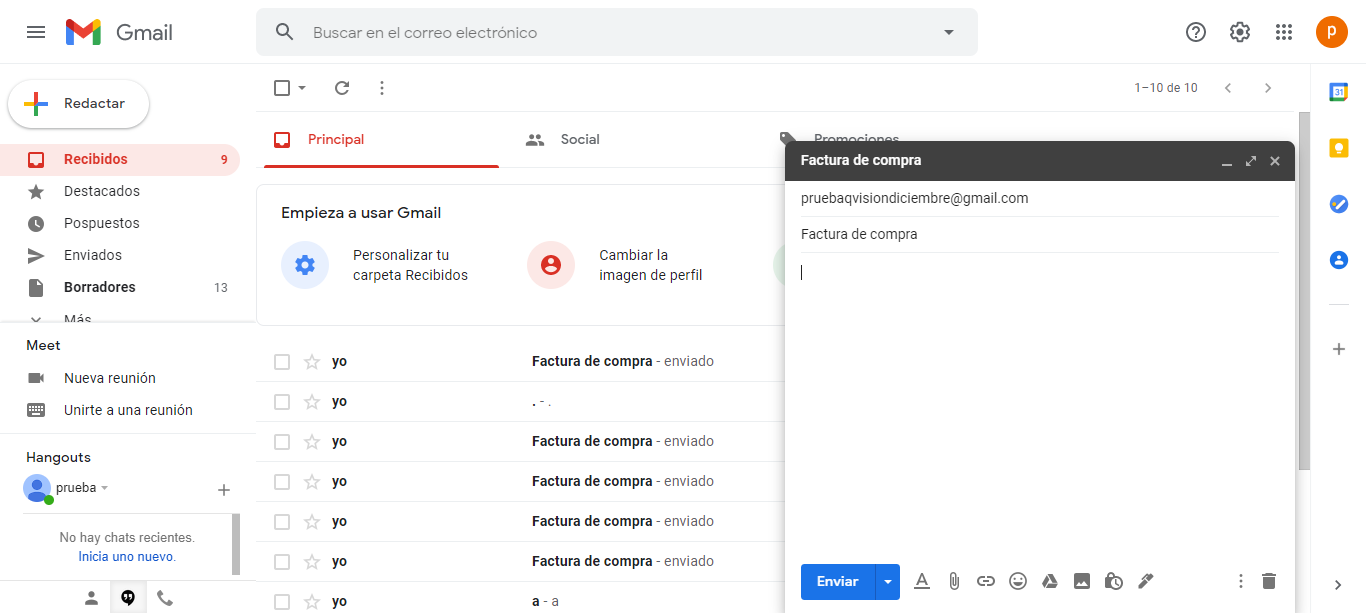 Gmail
Buscar en el correo electrónico
p
Redactar
1–10 de 10
31
Recibidos 9
Destacados
Pospuestos
Enviados
Borradores 13
Más
Principal
Social
Promociones
Empieza a usar Gmail
Personalizar tu
carpeta Recibidos
Cambiar la
imagen de perfil
Meet
Nueva reunión
Unirte a una reunión
Hangouts
prueba
No hay chats recientes.
Inicia uno nuevo.
yo Factura de compra - enviado
yo . - .
yo Factura de compra - enviado
yo Factura de compra - enviado
yo Factura de compra - enviado
yo Factura de compra - enviado
yo a - a
Factura de compra
pruebaqvisiondiciembre@gmail.com
Factura de compra
Enviar